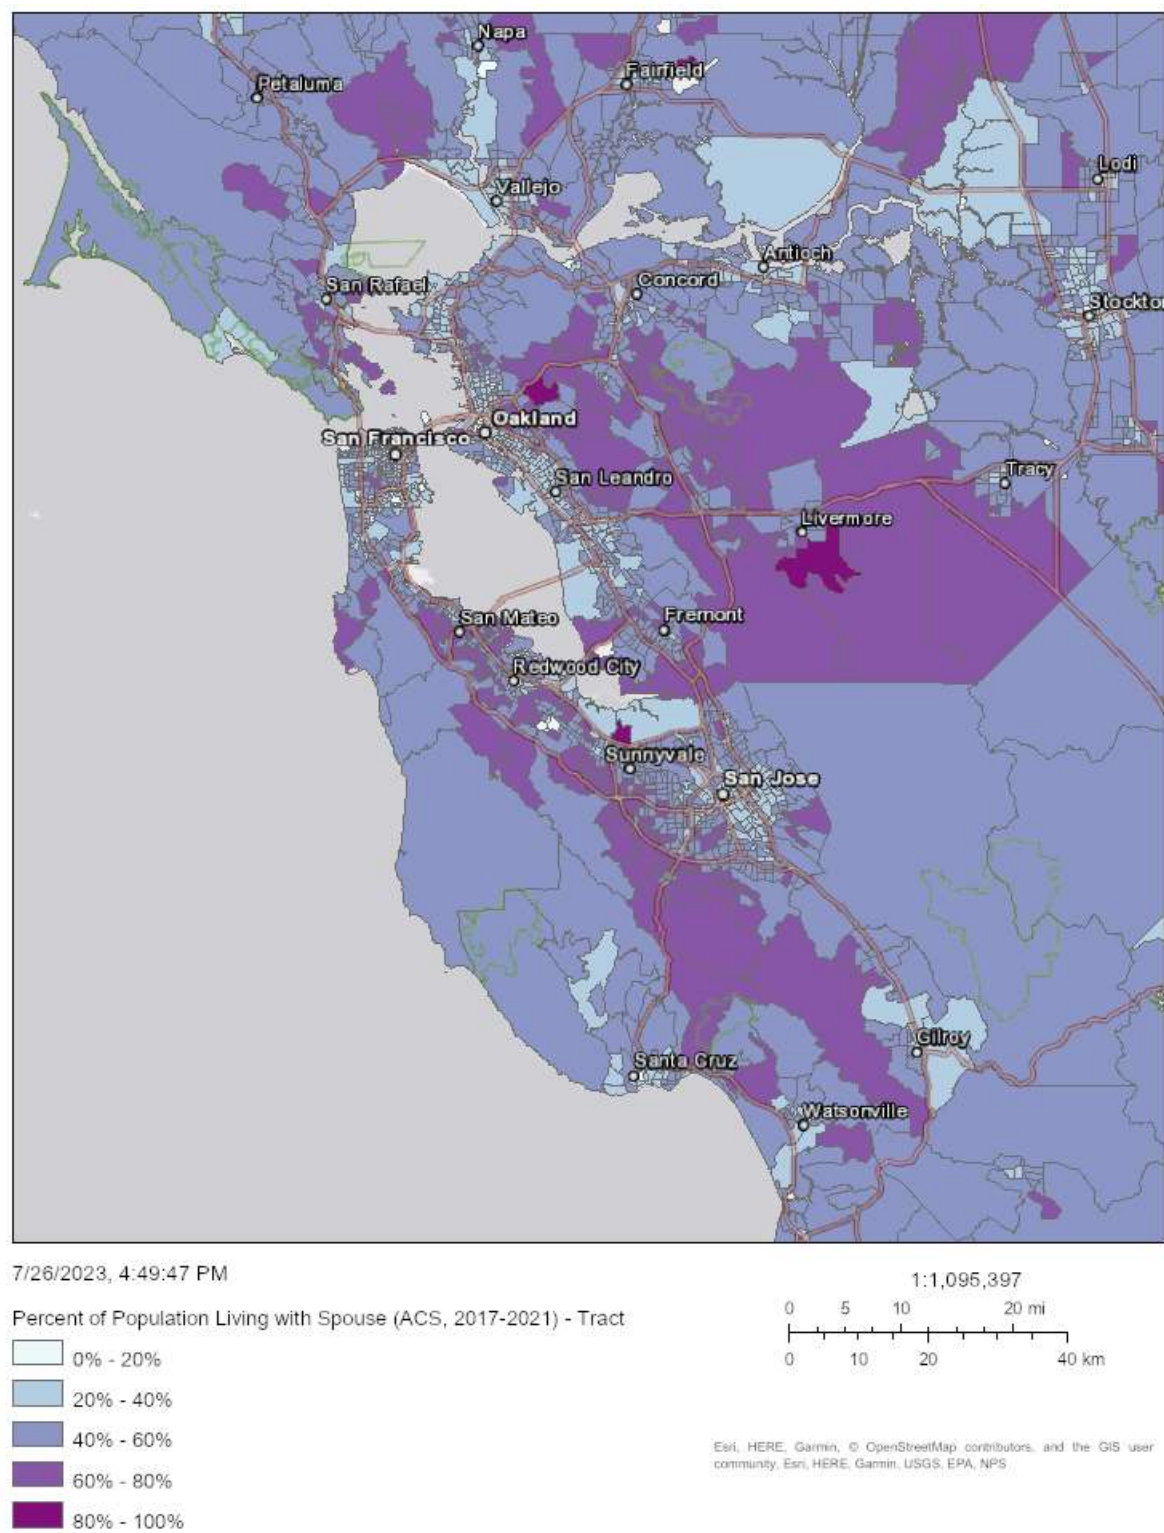 Napa
Fairfield
Petaluma
Lodi
Vallejo
Antioch
San Rafael
Concord
Stockto
Oakland
San Francisco
San Leandro
Tracy
Livermore
San Mateo
Fremont
Redwood City
Sunnyvale
San Jose
Gilroy
Santa Cruz
Watsonville
7/26/2023, 4:49:47 PM
1:1,095,397
0 5 10 20 mi
0 10 20 40 km
Percent of Population Living with Spouse (ACS, 2017-2021) - Tract
0% - 20%
20% - 40%
40% - 60%
60% - 80%
80% - 100%
Esri, HERE, Garmin, © OpenStreetMap contributors, and the GIS user
community, Esri, HERE, Garmin, USGS, EPA, NPS